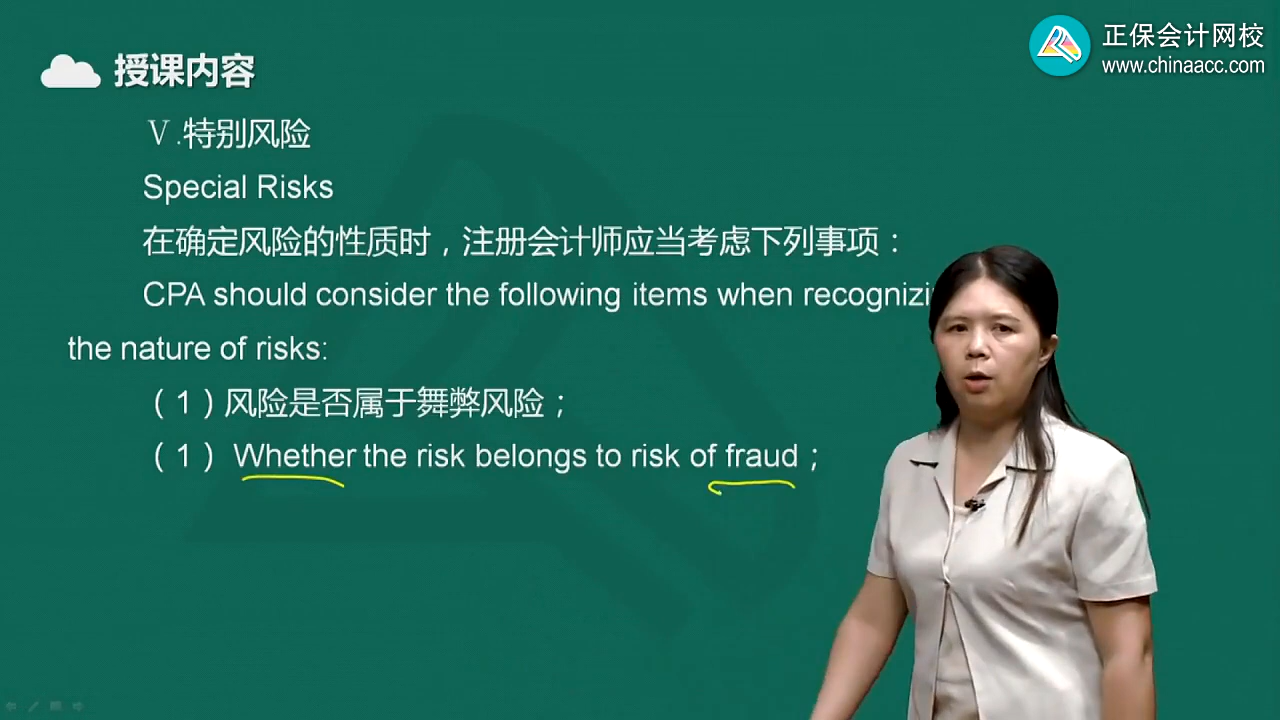 正保会计网校
www.chinaacc.com
授课内容
Ⅴ.特别风险
Special Risks
在确定风险的性质时，注册会计师应当考虑下列事项：
CPA should consider the following items when recognizi
the nature of risks:
（1）风险是否属于舞弊风险；
（1） Whether the risk belongs to risk of fraud；